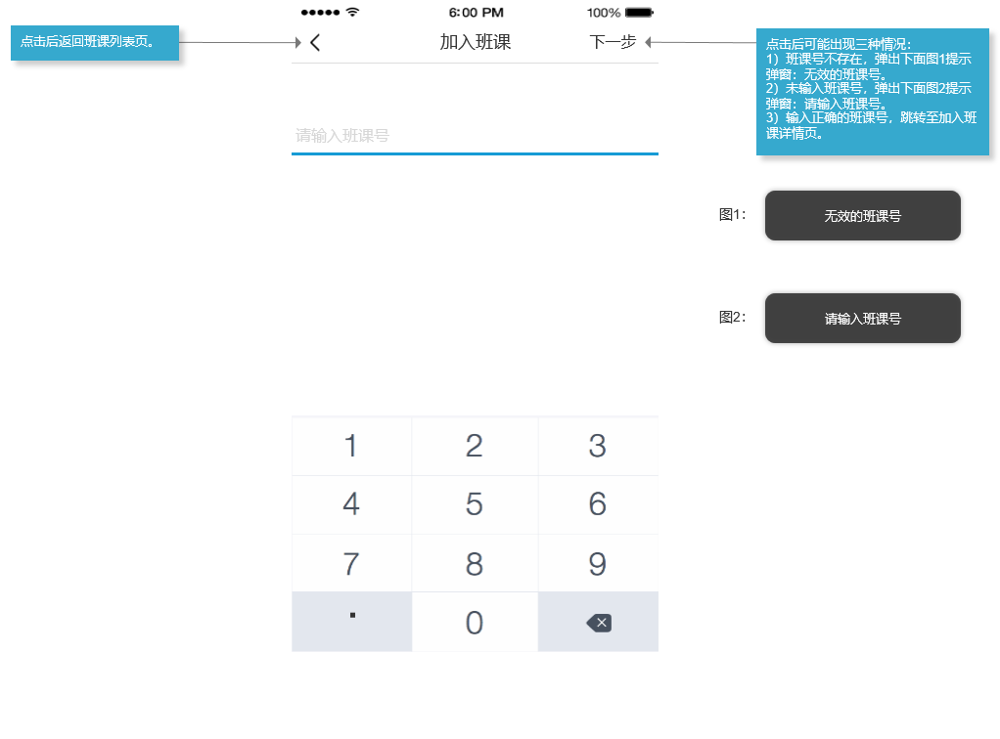 6:00 PM
100%
点击后返回班课列表页。
加入班课
下一步
点击后可能出现三种情况:
1）班课号不存在，弹出下面图1提示
弹窗：无效的班课号。
2）未输入班课号，弹出下面图2提示
弹窗：请输入班课号。
3）输入正确的班课号，跳转至加入班
课详情页。
请输入班课号
图1：
无效的班课号
图2：
请输入班课号
1 2 3
4 5 6
7 8 9
. 0